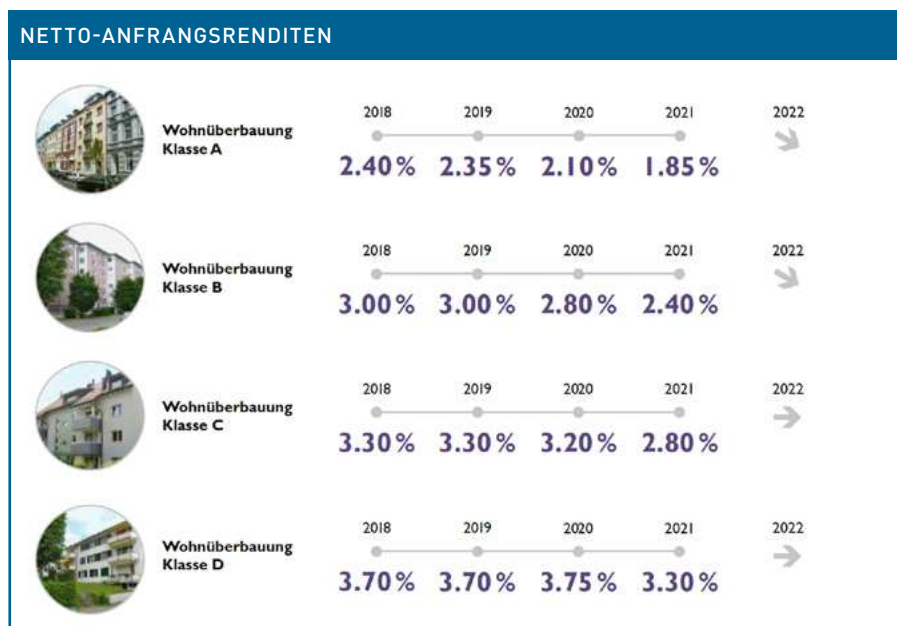 NETTO-ANFRANGSRENDITEN
Wohnüberbauung
Klasse A
2018 2019 2020 2021 2022
2.40% 2.35% 2.10% 1.85%
Wohnüberbauung
Klasse B
2018 2019 2020 2021 2022
3.00% 3.00% 2.80% 2.40%
Wohnüberbauung
Klasse C
2018 2019 2020 2021 2022
3.30% 3.30% 3.20% 2.80%
Wohnüberbauung
Klasse D
2018 2019 2020 2021 2022
3.70% 3.70% 3.75% 3.30%